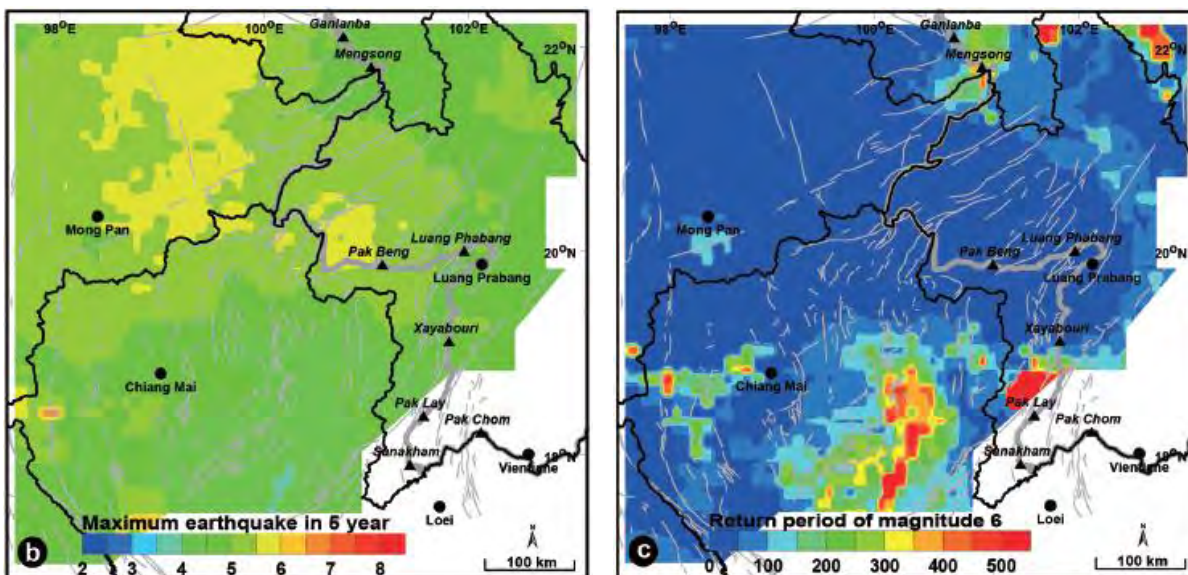 98°E 100°E 102°E
22°N
Ganlanba
Mengsong
Mong Pan
20°N
Pak Beng
Luang Phabang
Luang Prabang
Xayabouri
Chiang Mai
Pak Lay
Pak Chom
18°N
Sanakham
Vientiane
Loei
Maximum earthquake in 5 year
b
2 3 4 5 6 7 8
N
100 km
98°E 100°E 102°E
22°N
Ganlanba
Mengsong
Mong Pan
20°N
Pak Beng
Luang Phabang
Luang Prabang
Xayabouri
Chiang Mai
Pak Lay
Pak Chom
18°N
Sanakham
Vientiane
Loei
Return period of magnitude 6
c
0 100 200 300 400 500
N
100 km